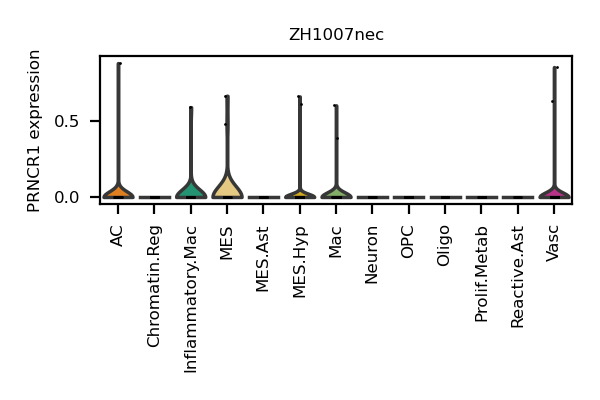 ZH1007nec
PRNCR1 expression
0.5
0.0
AC
Chromatin.Reg
Inflammatory.Mac
MES
MES.Ast
MES.Hyp
Mac
Neuron
OPC
Oligo
Prolif.Metab
Reactive.Ast
Vasc